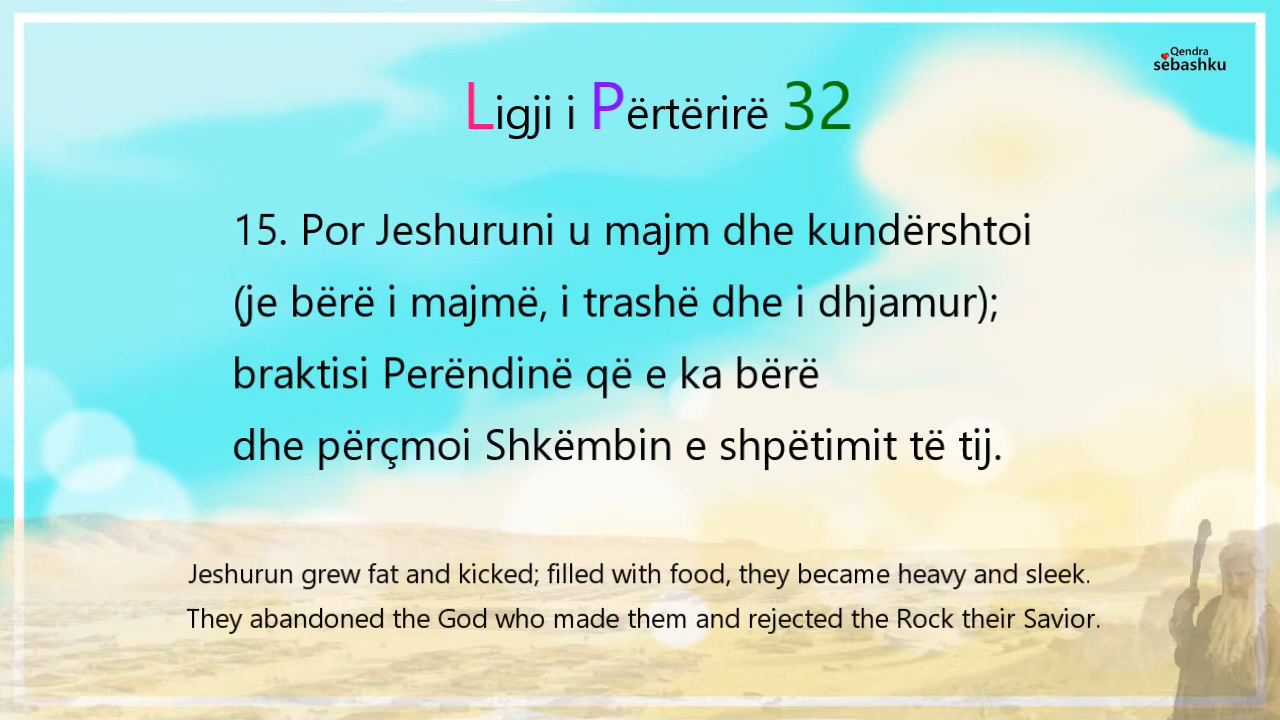 Qendra
sëbashku
Ligji i Përtërirë 32
15. Por Jeshuruni u majm dhe kundërshtoi
(je bërë i majmë, i trashë dhe i dhjamur);
braktisi Perëndinë që e ka bërë
dhe përçmoi Shkëmbin e shpëtimit të tij.
Jeshurun grew fat and kicked; filled with food, they became heavy and sleek.
They abandoned the God who made them and rejected the Rock their Savior.